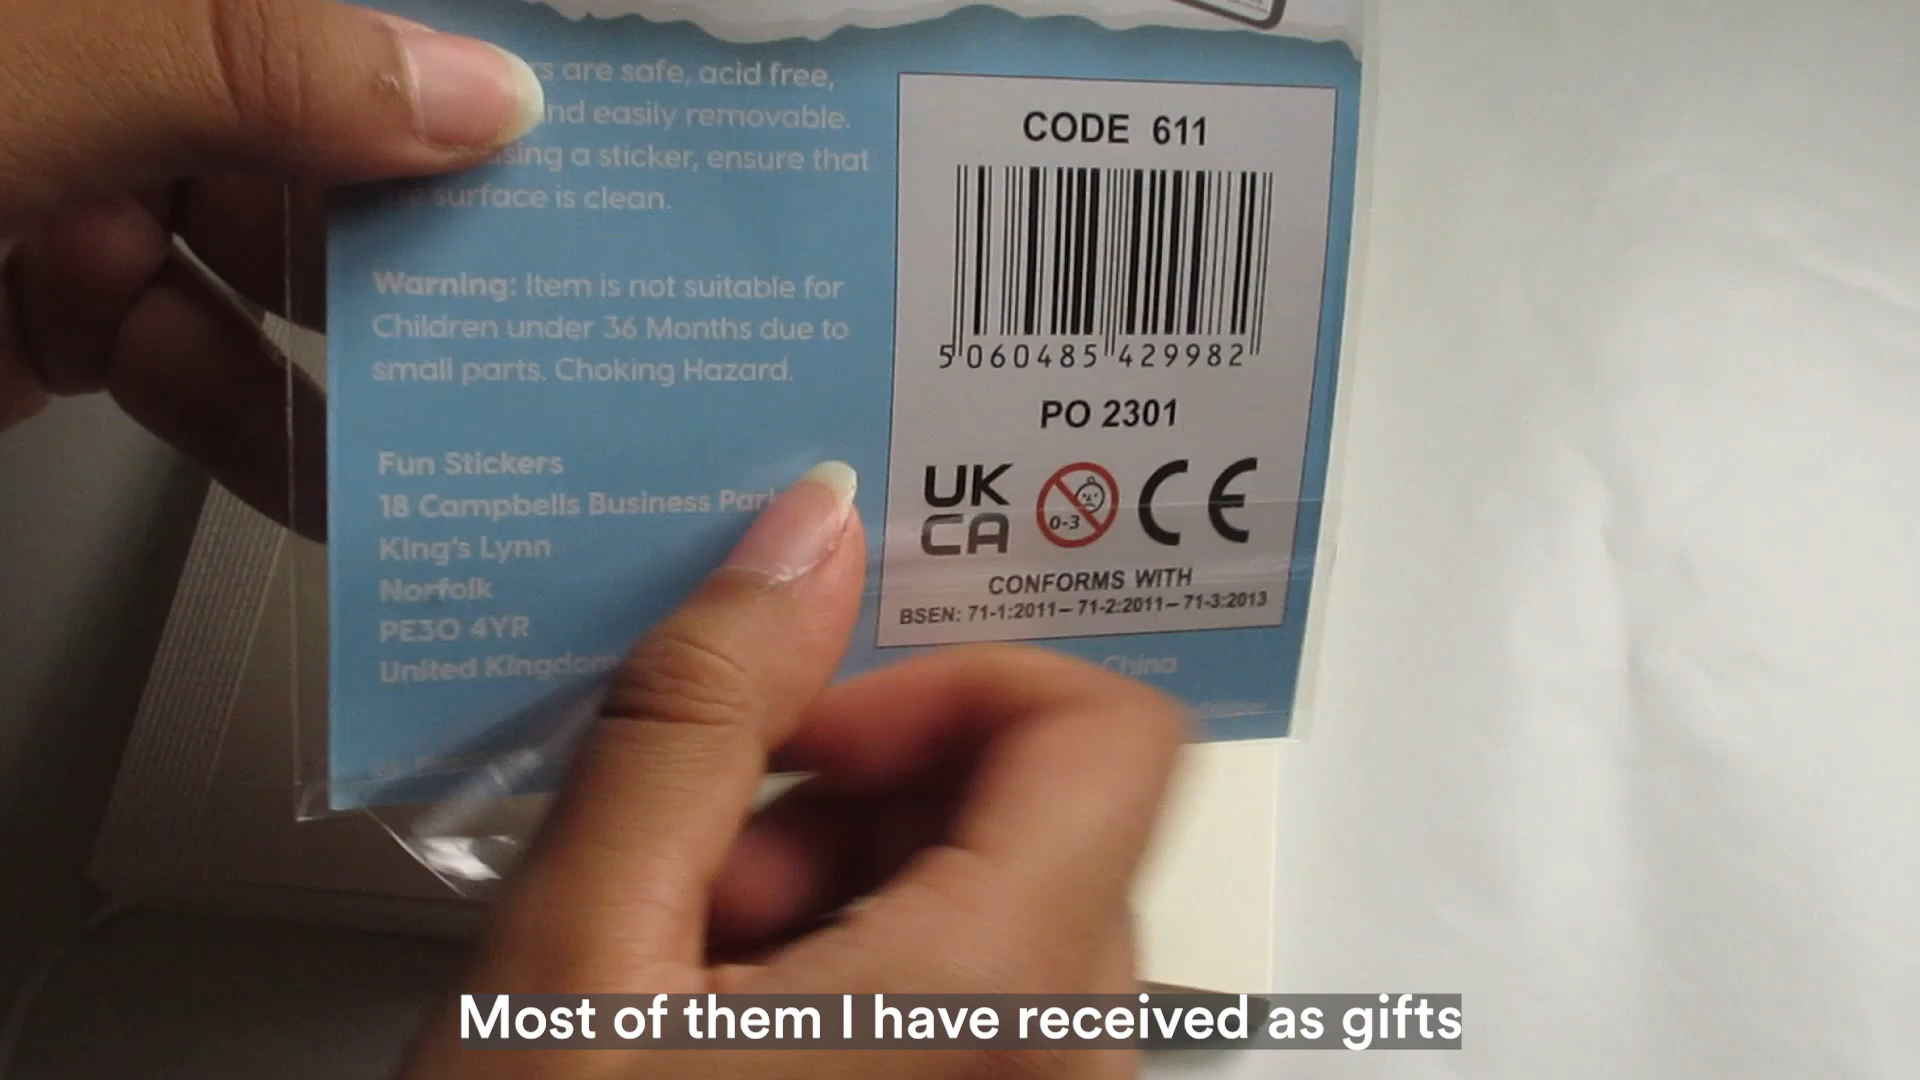 are safe, acid free,
and easily removable.
using a sticker, ensure that
surface is clean.
Warning: Item is not suitable for
Children under 36 Months due to
small parts. Choking Hazard.
Fun Stickers
18 Campbells Business Park
King's Lynn
Norfolk
PE30 4YR
United Kingdom
CODE 611
5 060485 429982
PO 2301
UK
CA
0-3
CE
CONFORMS WITH
BSEN: 71-1:2011– 71-2:2011– 71-3:2013
China
Most of them I have received as gifts